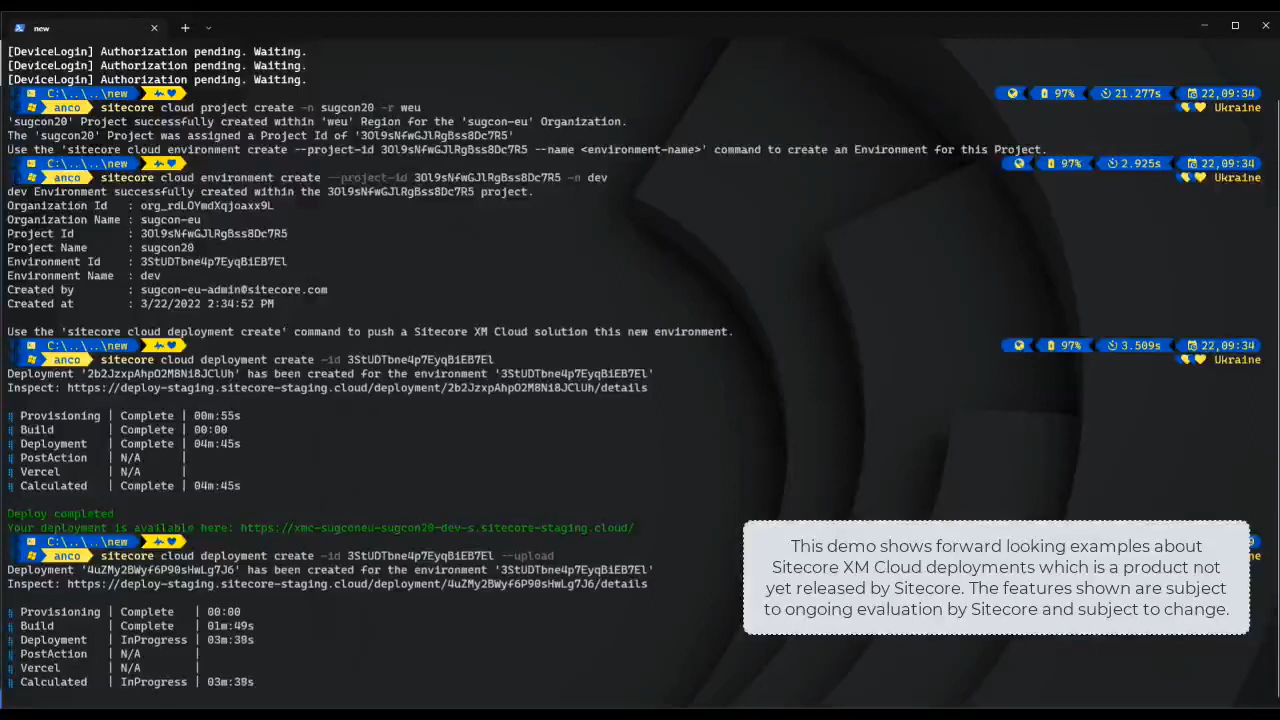 new
[DeviceLogin] Authorization pending. Waiting.
[DeviceLogin] Authorization pending. Waiting.
[DeviceLogin] Authorization pending. Waiting.
C:\..\..\new 97% 21.277s 22,09:34
anco sitecore cloud project create -n sugcon20 -r weu Ukraine
'sugcon20' Project successfully created within 'weu' Region for the 'sugcon-eu' Organization.
The 'sugcon20' Project was assigned a Project Id of '3Ol9sNfwGJlRgBss8Dc7R5'
Use the 'sitecore cloud environment create --project-id 3Ol9sNfwGJlRgBss8Dc7R5 --name <environment-name>' command to create an Environment for this Project.
C:\..\..\new 97% 2.925s 22,09:34
anco sitecore cloud environment create --project-id 3Ol9sNfwGJlRgBss8Dc7R5 -n dev Ukraine
dev Environment successfully created within the 3Ol9sNfwGJlRgBss8Dc7R5 project.
Organization Id : org_rdLOYmdXqjoaxx9L
Organization Name : sugcon-eu
Project Id : 3Ol9sNfwGJlRgBss8Dc7R5
Project Name : sugcon20
Environment Id : 3StUDTbne4p7EyqBiEB7El
Environment Name : dev
Created by : sugcon-eu-admin@sitecore.com
Created at : 3/22/2022 2:34:52 PM
Use the 'sitecore cloud deployment create' command to push a Sitecore XM Cloud solution this new environment.
C:\..\..\new 97% 3.509s 22,09:34
anco sitecore cloud deployment create -id 3StUDTbne4p7EyqBiEB7El Ukraine
Deployment '2b2JzxpAhpO2M8Ni8JClUh' has been created for the environment '3StUDTbne4p7EyqBiEB7El'
Inspect: https://deploy-staging.sitecore-staging.cloud/deployment/2b2JzxpAhpO2M8Ni8JClUh/details
Provisioning | Complete | 00m:55s
Build | Complete | 00:00
Deployment | Complete | 04m:45s
PostAction | N/A |
Vercel | N/A |
Calculated | Complete | 04m:45s
Deploy completed
Your deployment is available here: https://xmc-sugconeu-sugcon20-dev-s.sitecore-staging.cloud/
C:\..\..\new
anco sitecore cloud deployment create -id 3StUDTbne4p7EyqBiEB7El --upload
Deployment '4uZMy2BWyf6P90sHwLg7J6' has been created for the environment '3StUDTbne4p7EyqBiEB7El'
Inspect: https://deploy-staging.sitecore-staging.cloud/deployment/4uZMy2BWyf6P90sHwLg7J6/details
Provisioning | Complete | 00:00
Build | Complete | 01m:49s
Deployment | InProgress | 03m:38s
PostAction | N/A |
Vercel | N/A |
Calculated | InProgress | 03m:38s
This demo shows forward looking examples about
Sitecore XM Cloud deployments which is a product not
yet released by Sitecore. The features shown are subject
to ongoing evaluation by Sitecore and subject to change.